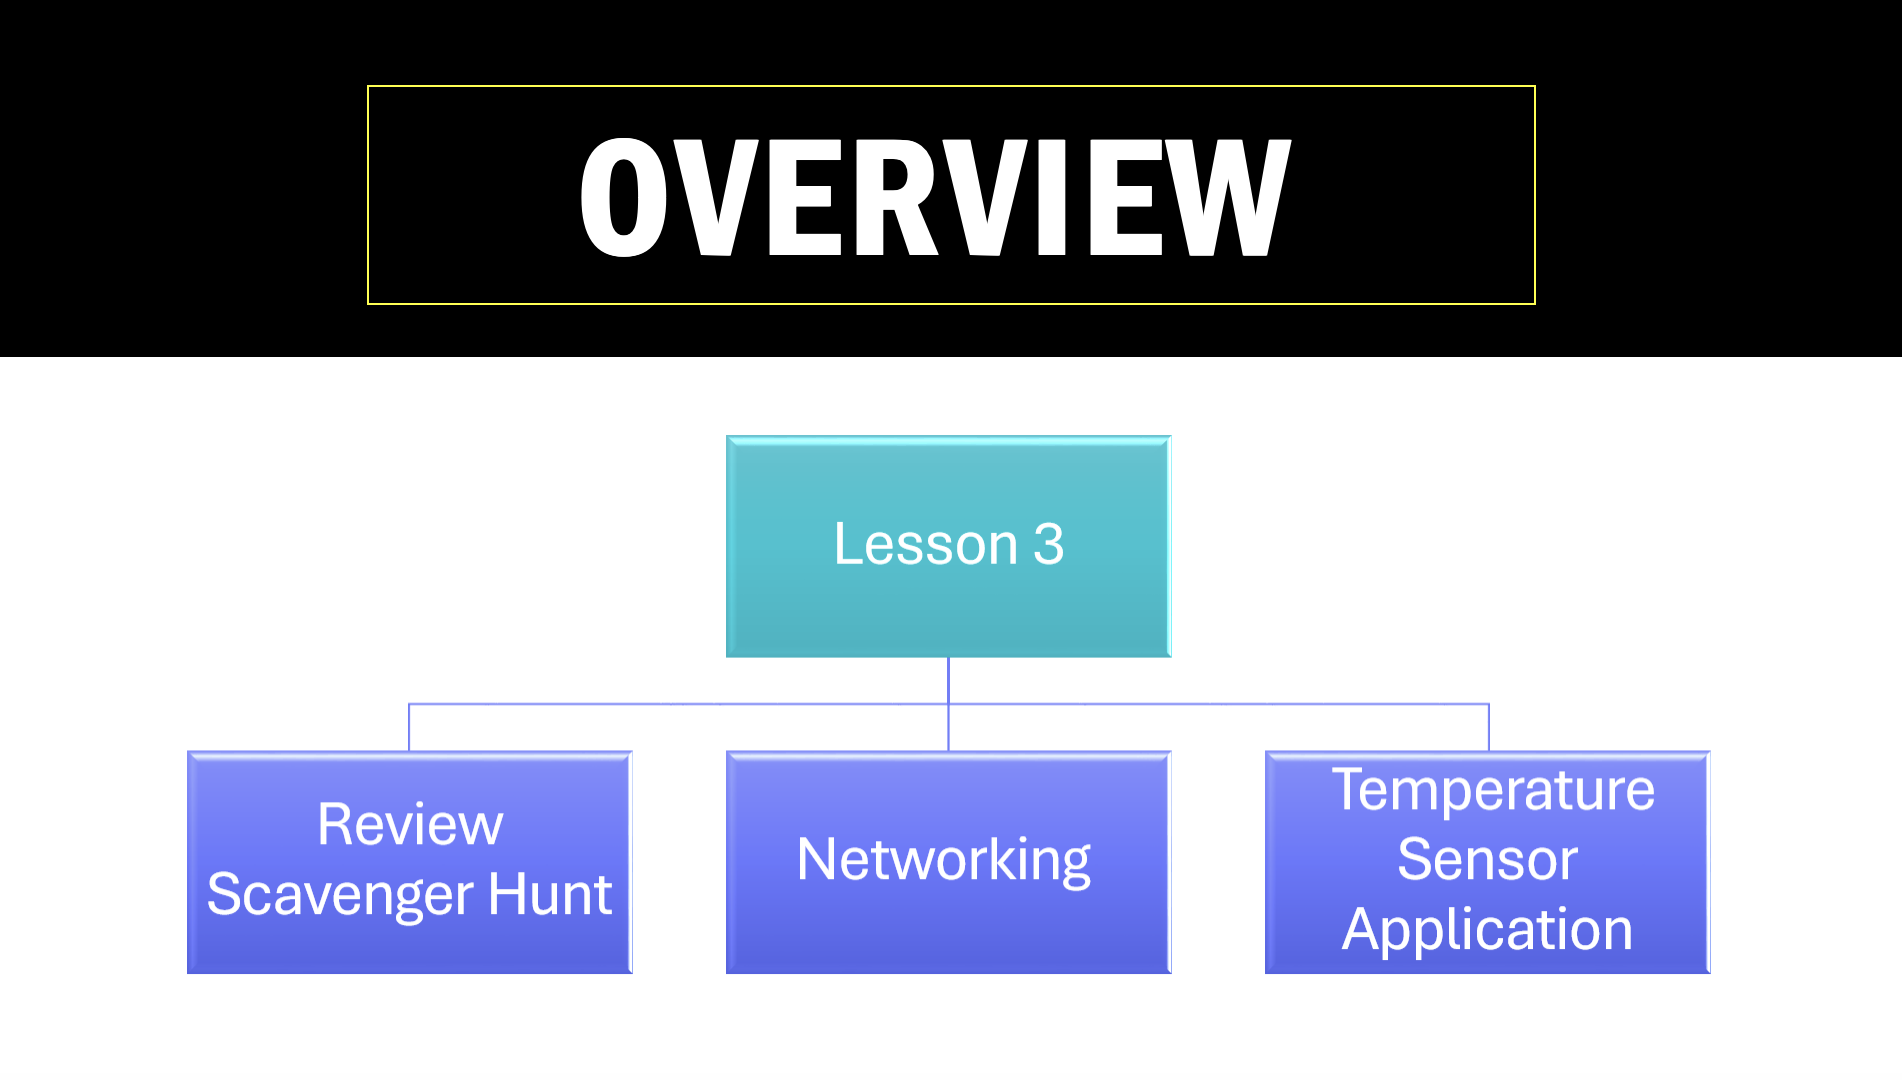 OVERVIEW
Lesson 3
Review
Scavenger Hunt
Networking
Temperature
Sensor
Application